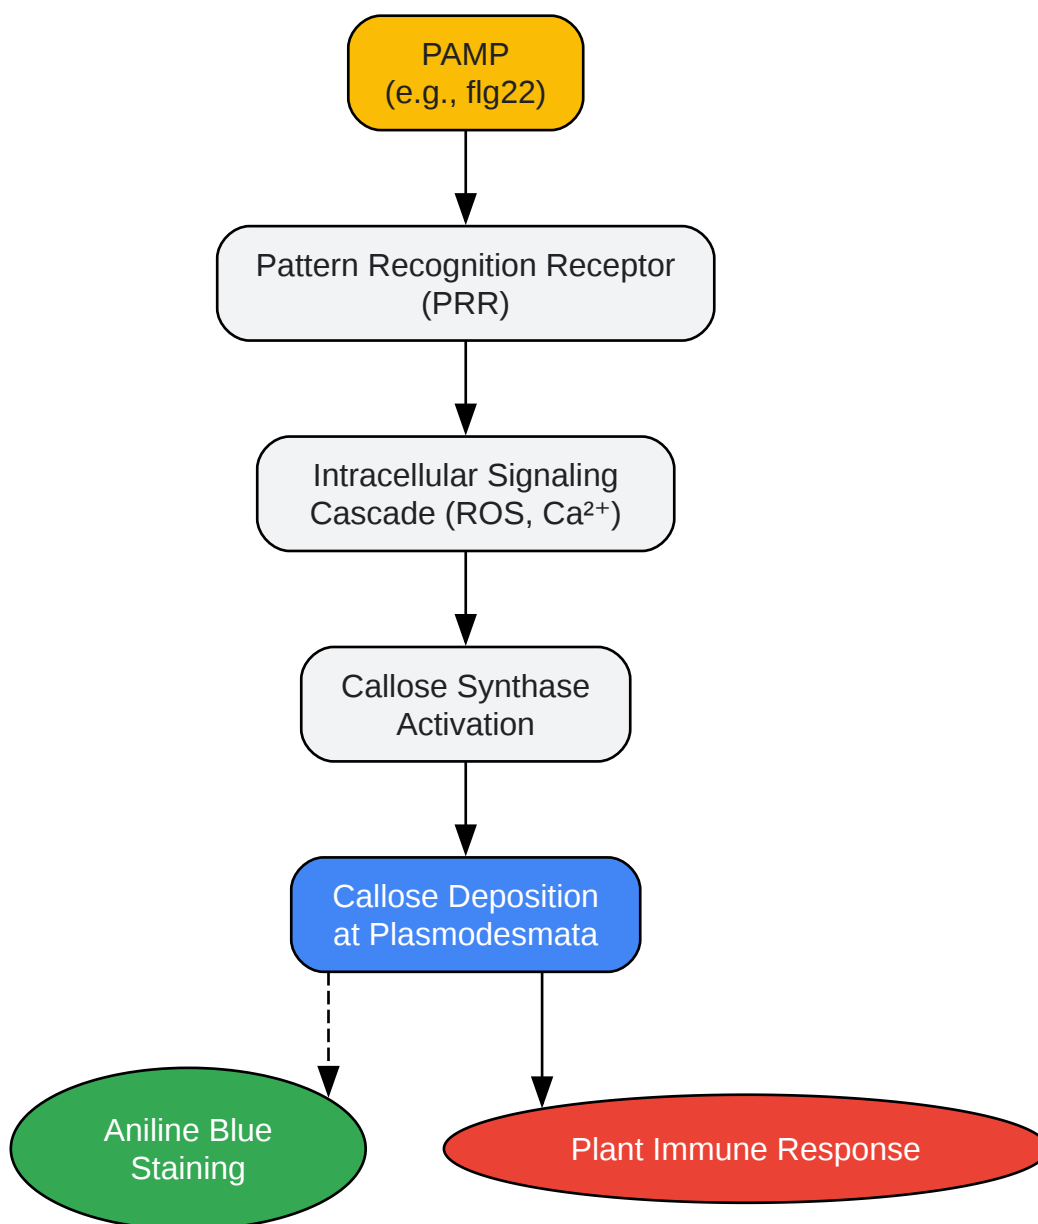 PAMP
(e.g., flg22)
Pattern Recognition Receptor
(PRR)
Intracellular Signaling
Cascade (ROS, Ca²⁺)
Callose Synthase
Activation
Callose Deposition
at Plasmodesmata
Aniline Blue
Staining
Plant Immune Response